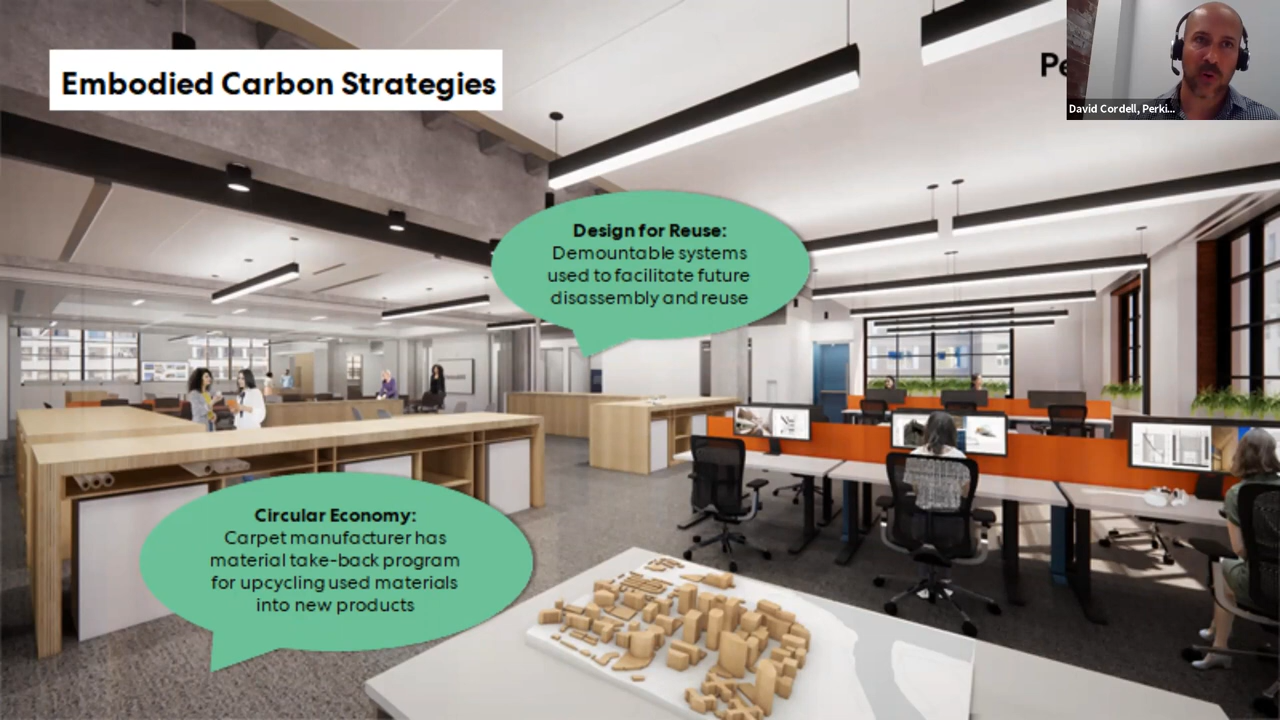 Embodied Carbon Strategies
Pe
David Cordell, Perki...
Design for Reuse:
Demountable systems
used to facilitate future
disassembly and reuse
Circular Economy:
Carpet manufacturer has
material take-back program
for upcycling used materials
into new products